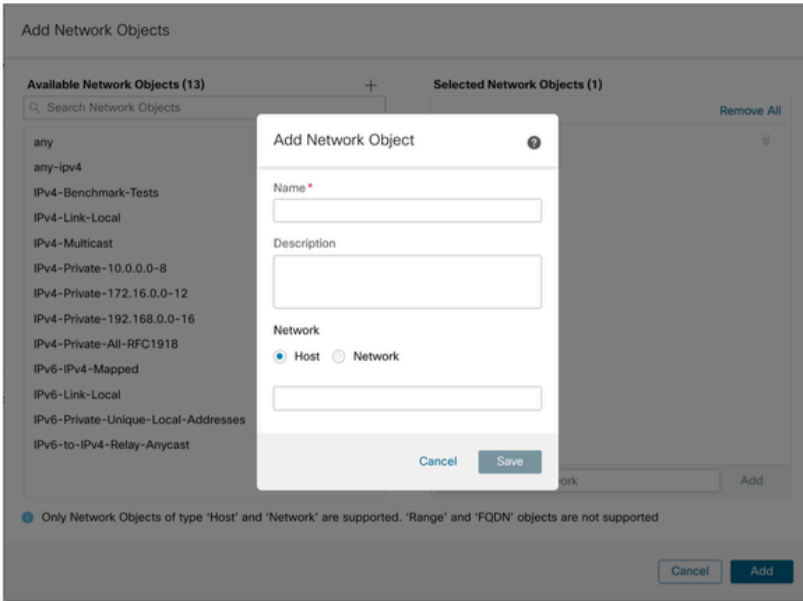 Add Network Objects
Available Network Objects (13)
+
Selected Network Objects (1)
Search Network Objects
Remove All
any
any-ipv4
IPv4-Benchmark-Tests
IPv4-Link-Local
IPv4-Multicast
IPv4-Private-10.0.0.0-8
IPv4-Private-172.16.0.0-12
IPv4-Private-192.168.0.0-16
IPv4-Private-All-RFC1918
IPv6-IPv4-Mapped
IPv6-Link-Local
IPv6-Private-Unique-Local-Addresses
IPv6-to-IPv4-Relay-Anycast
Add Network Object
?
Name*
Description
Network
Host Network
Cancel Save
ork
Add
Only Network Objects of type 'Host' and 'Network' are supported. 'Range' and 'FQDN' objects are not supported
Cancel Add